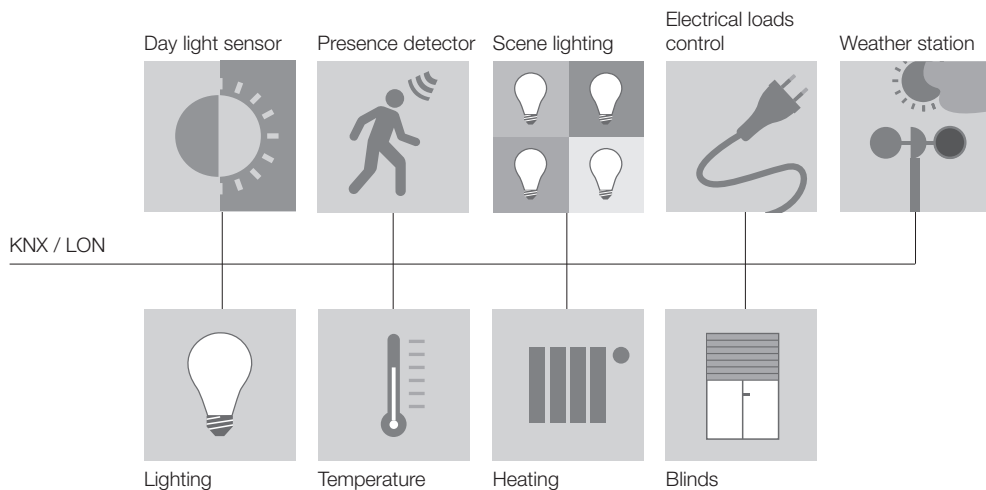 Day light sensor
Presence detector
Scene lighting
Electrical loads
control
Weather station
KNX / LON
Lighting
Temperature
Heating
Blinds